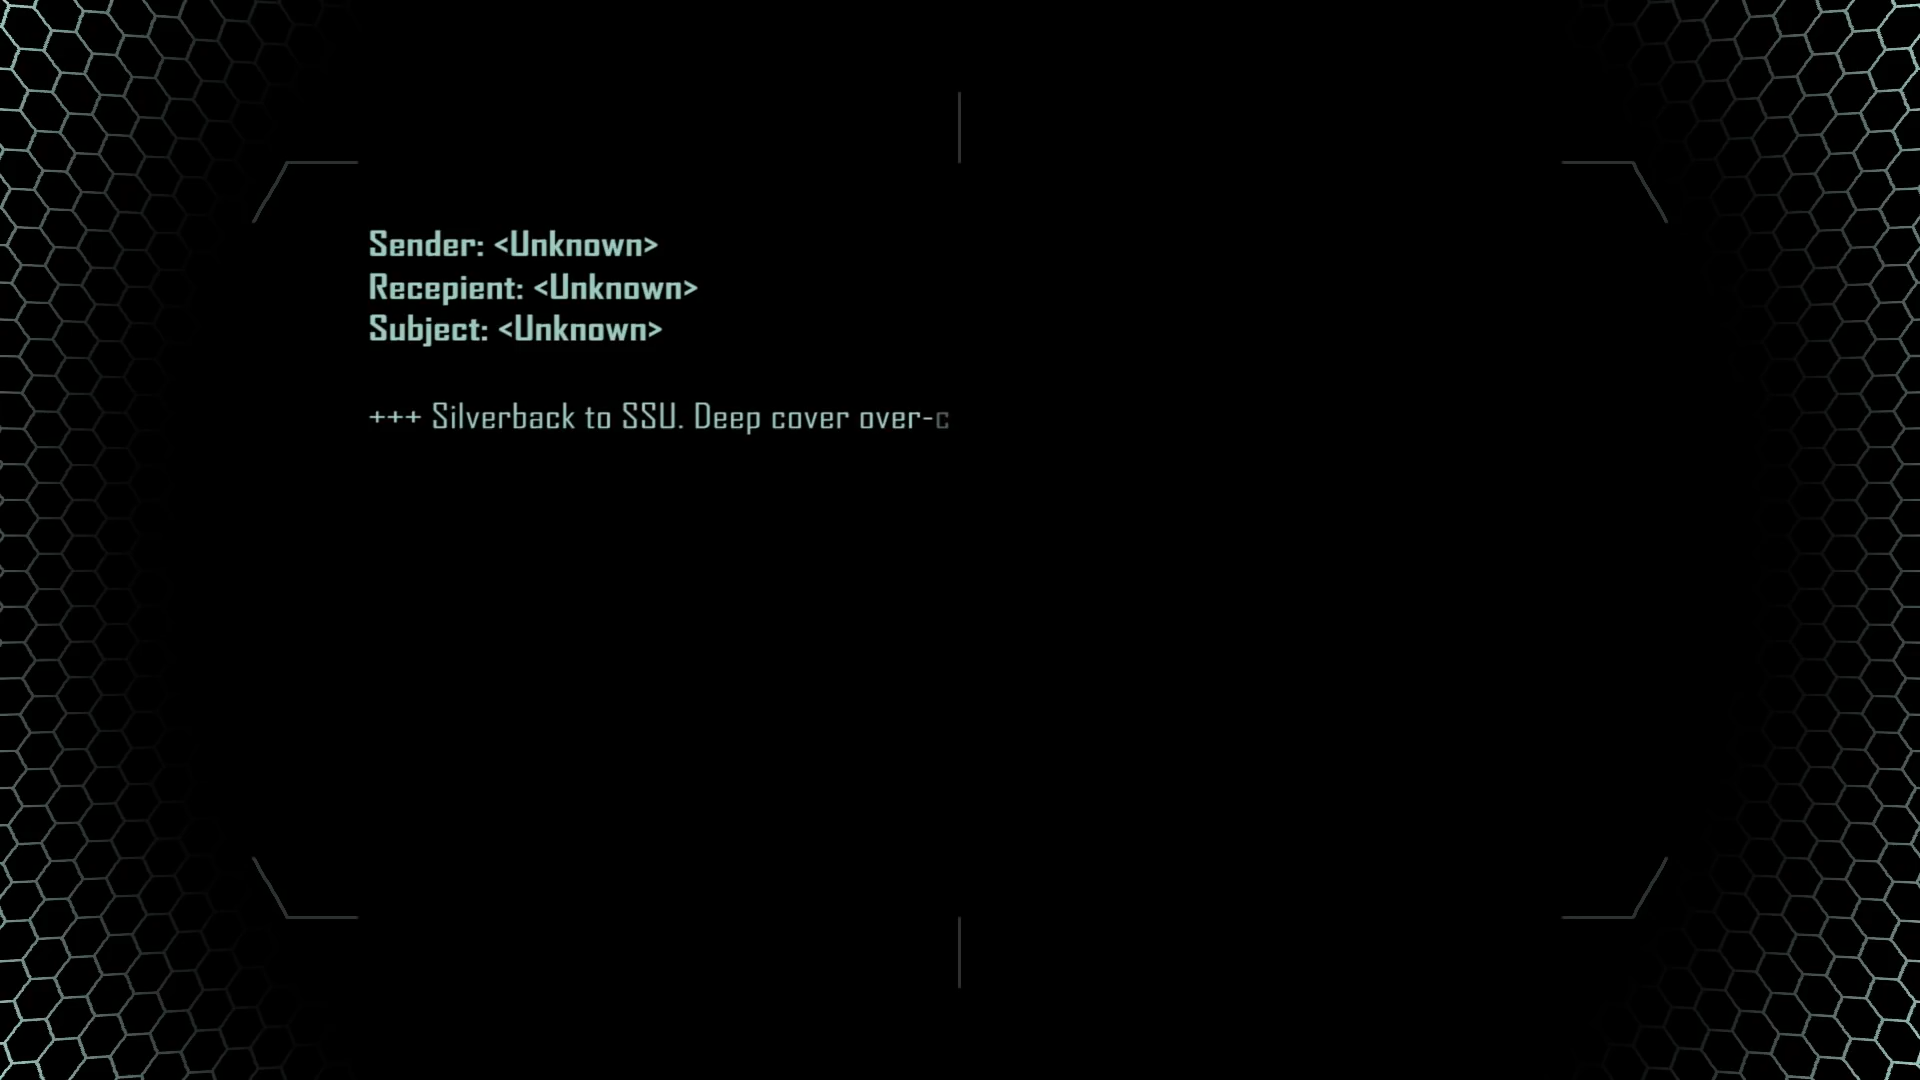 Sender: <Unknown>
Recepient: <Unknown>
Subject: <Unknown>
+++ Silverback to SSU. Deep cover over-c